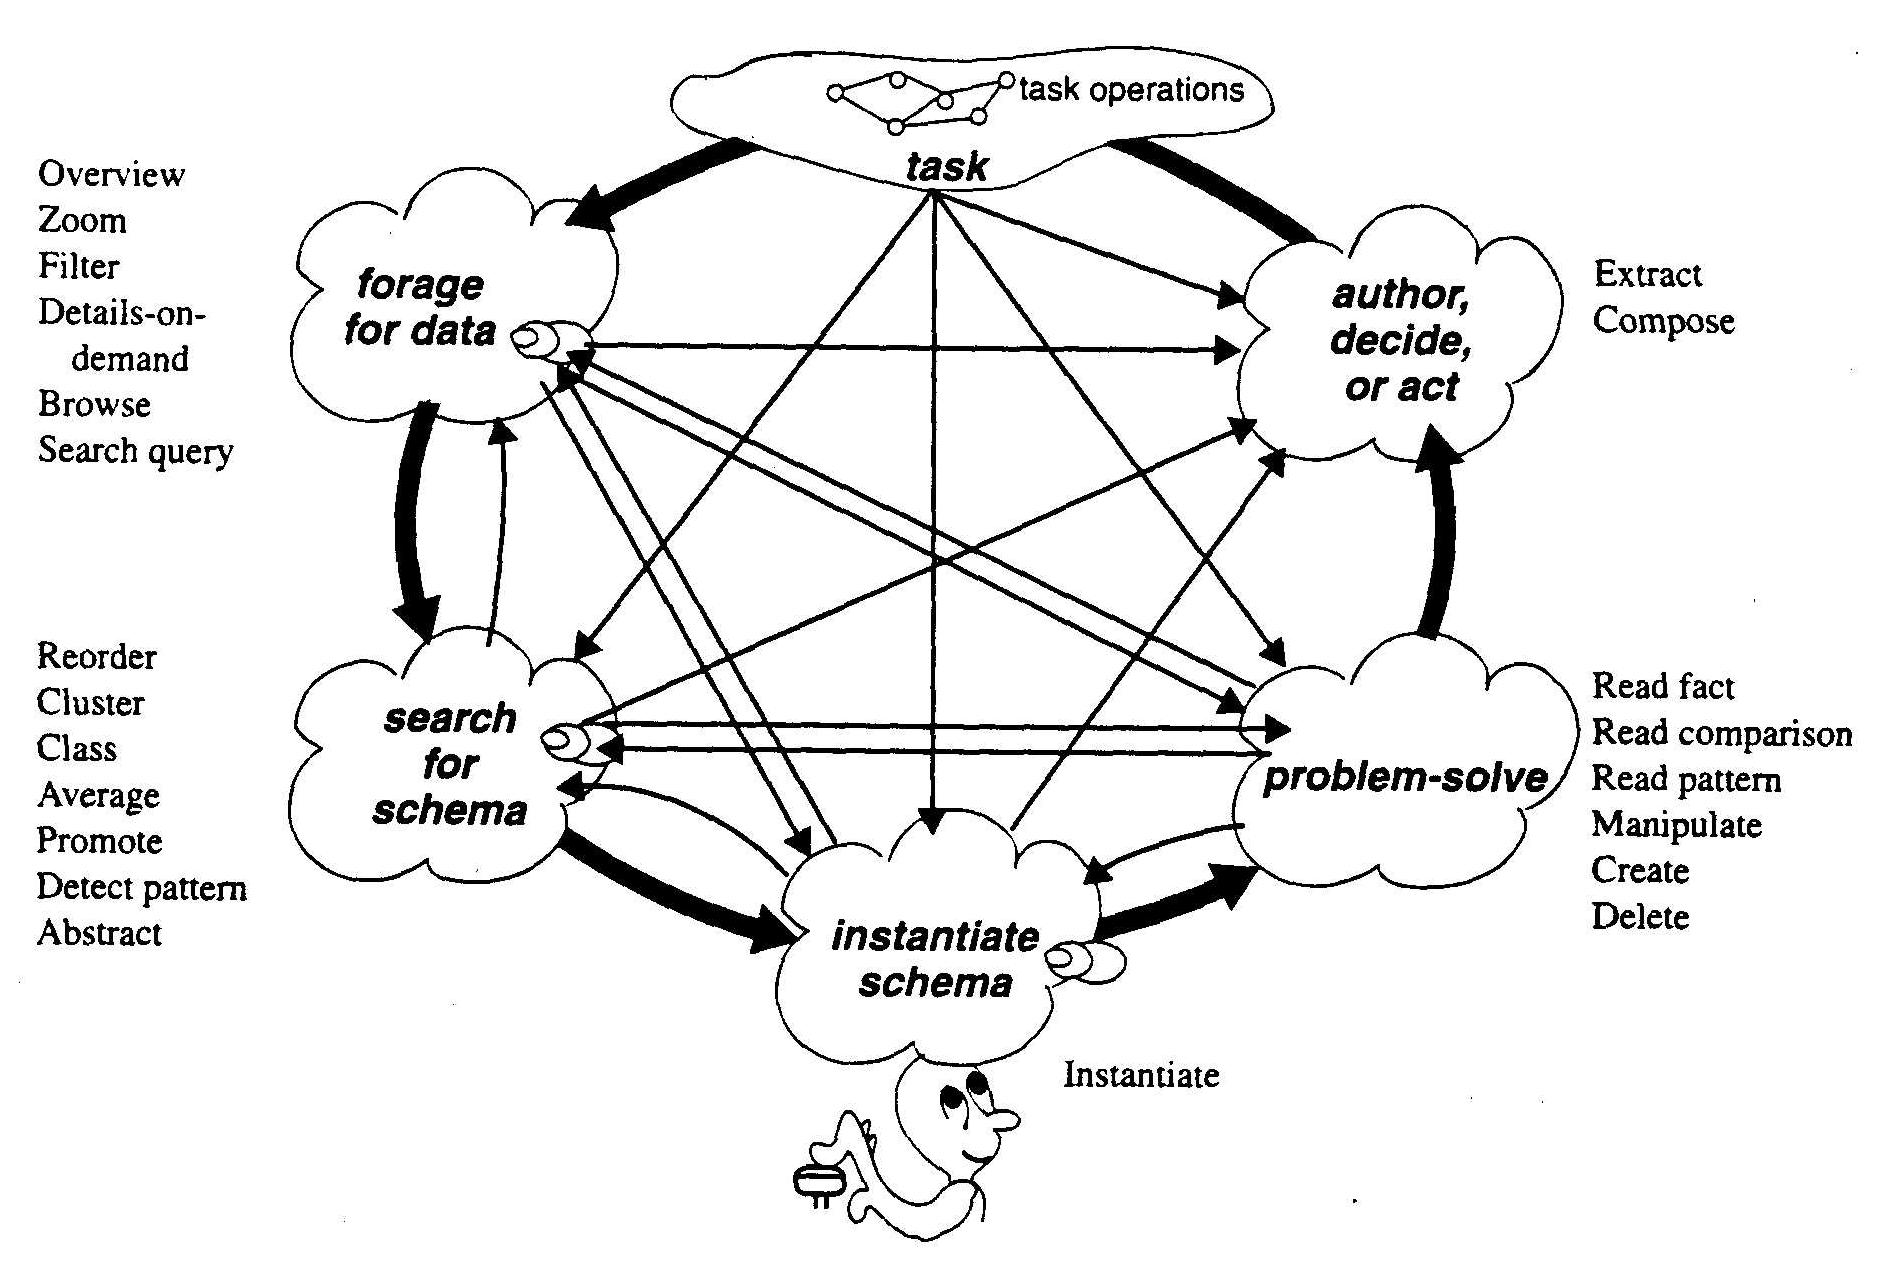 task operations
task
Overview
Zoom
Filter
Details-on-
demand
Browse
Search query
forage
for data
author,
decide,
or act
Extract
Compose
Reorder
Cluster
Class
Average
Promote
Detect pattern
Abstract
search
for
schema
problem-solve
Read fact
Read comparison
Read pattern
Manipulate
Create
Delete
instantiate
schema
Instantiate